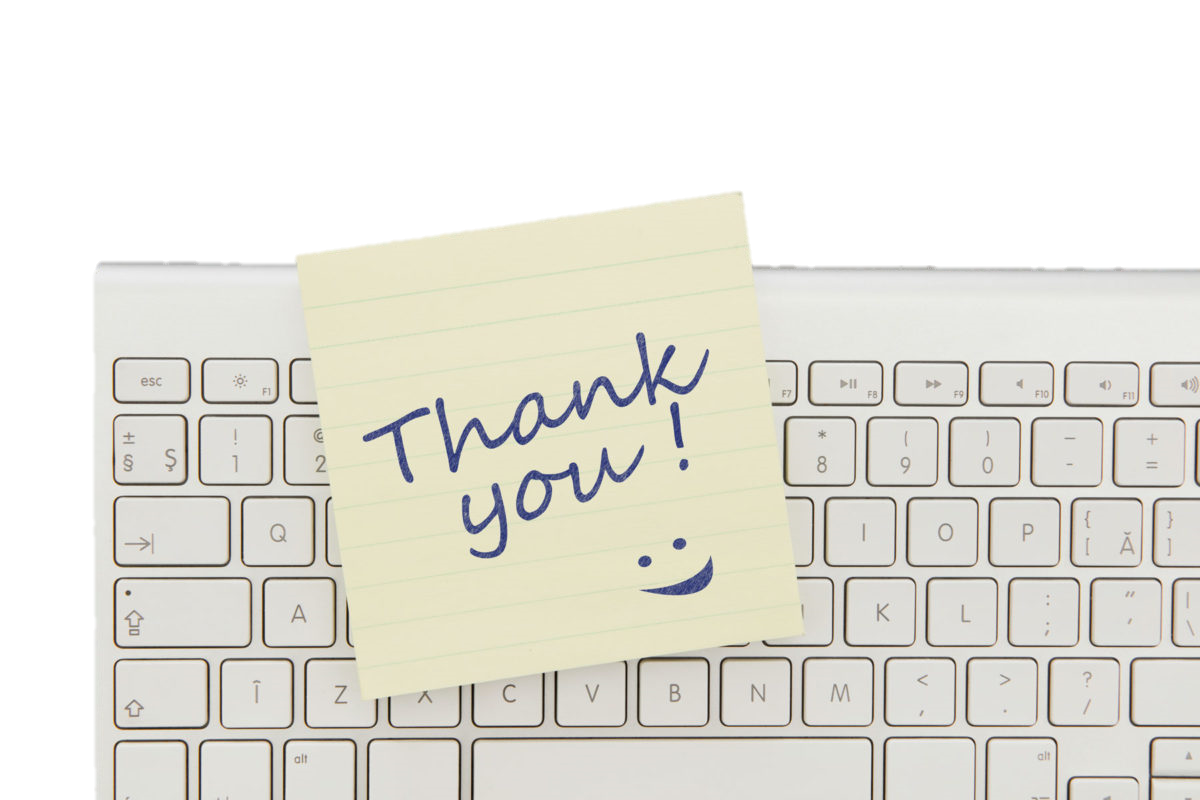 Thank
you!
esc F1 F7 F8 F9 F10 F11
± § Ş ! 1 @ 2 * 8 ( 9 ) 0 – - + =
Q I O P { [ Ă } ]
A K L : ; " ' | \
Î Z X C V B N M < , > . ? /
alt alt